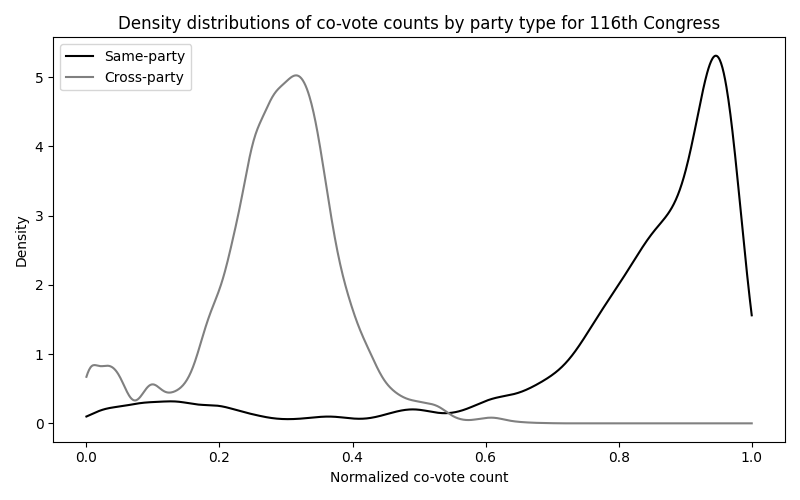 Density distributions of co-vote counts by party type for 116th Congress
Same-party
Cross-party
Density
5
4
3
2
1
0
0.0 0.2 0.4 0.6 0.8 1.0
Normalized co-vote count